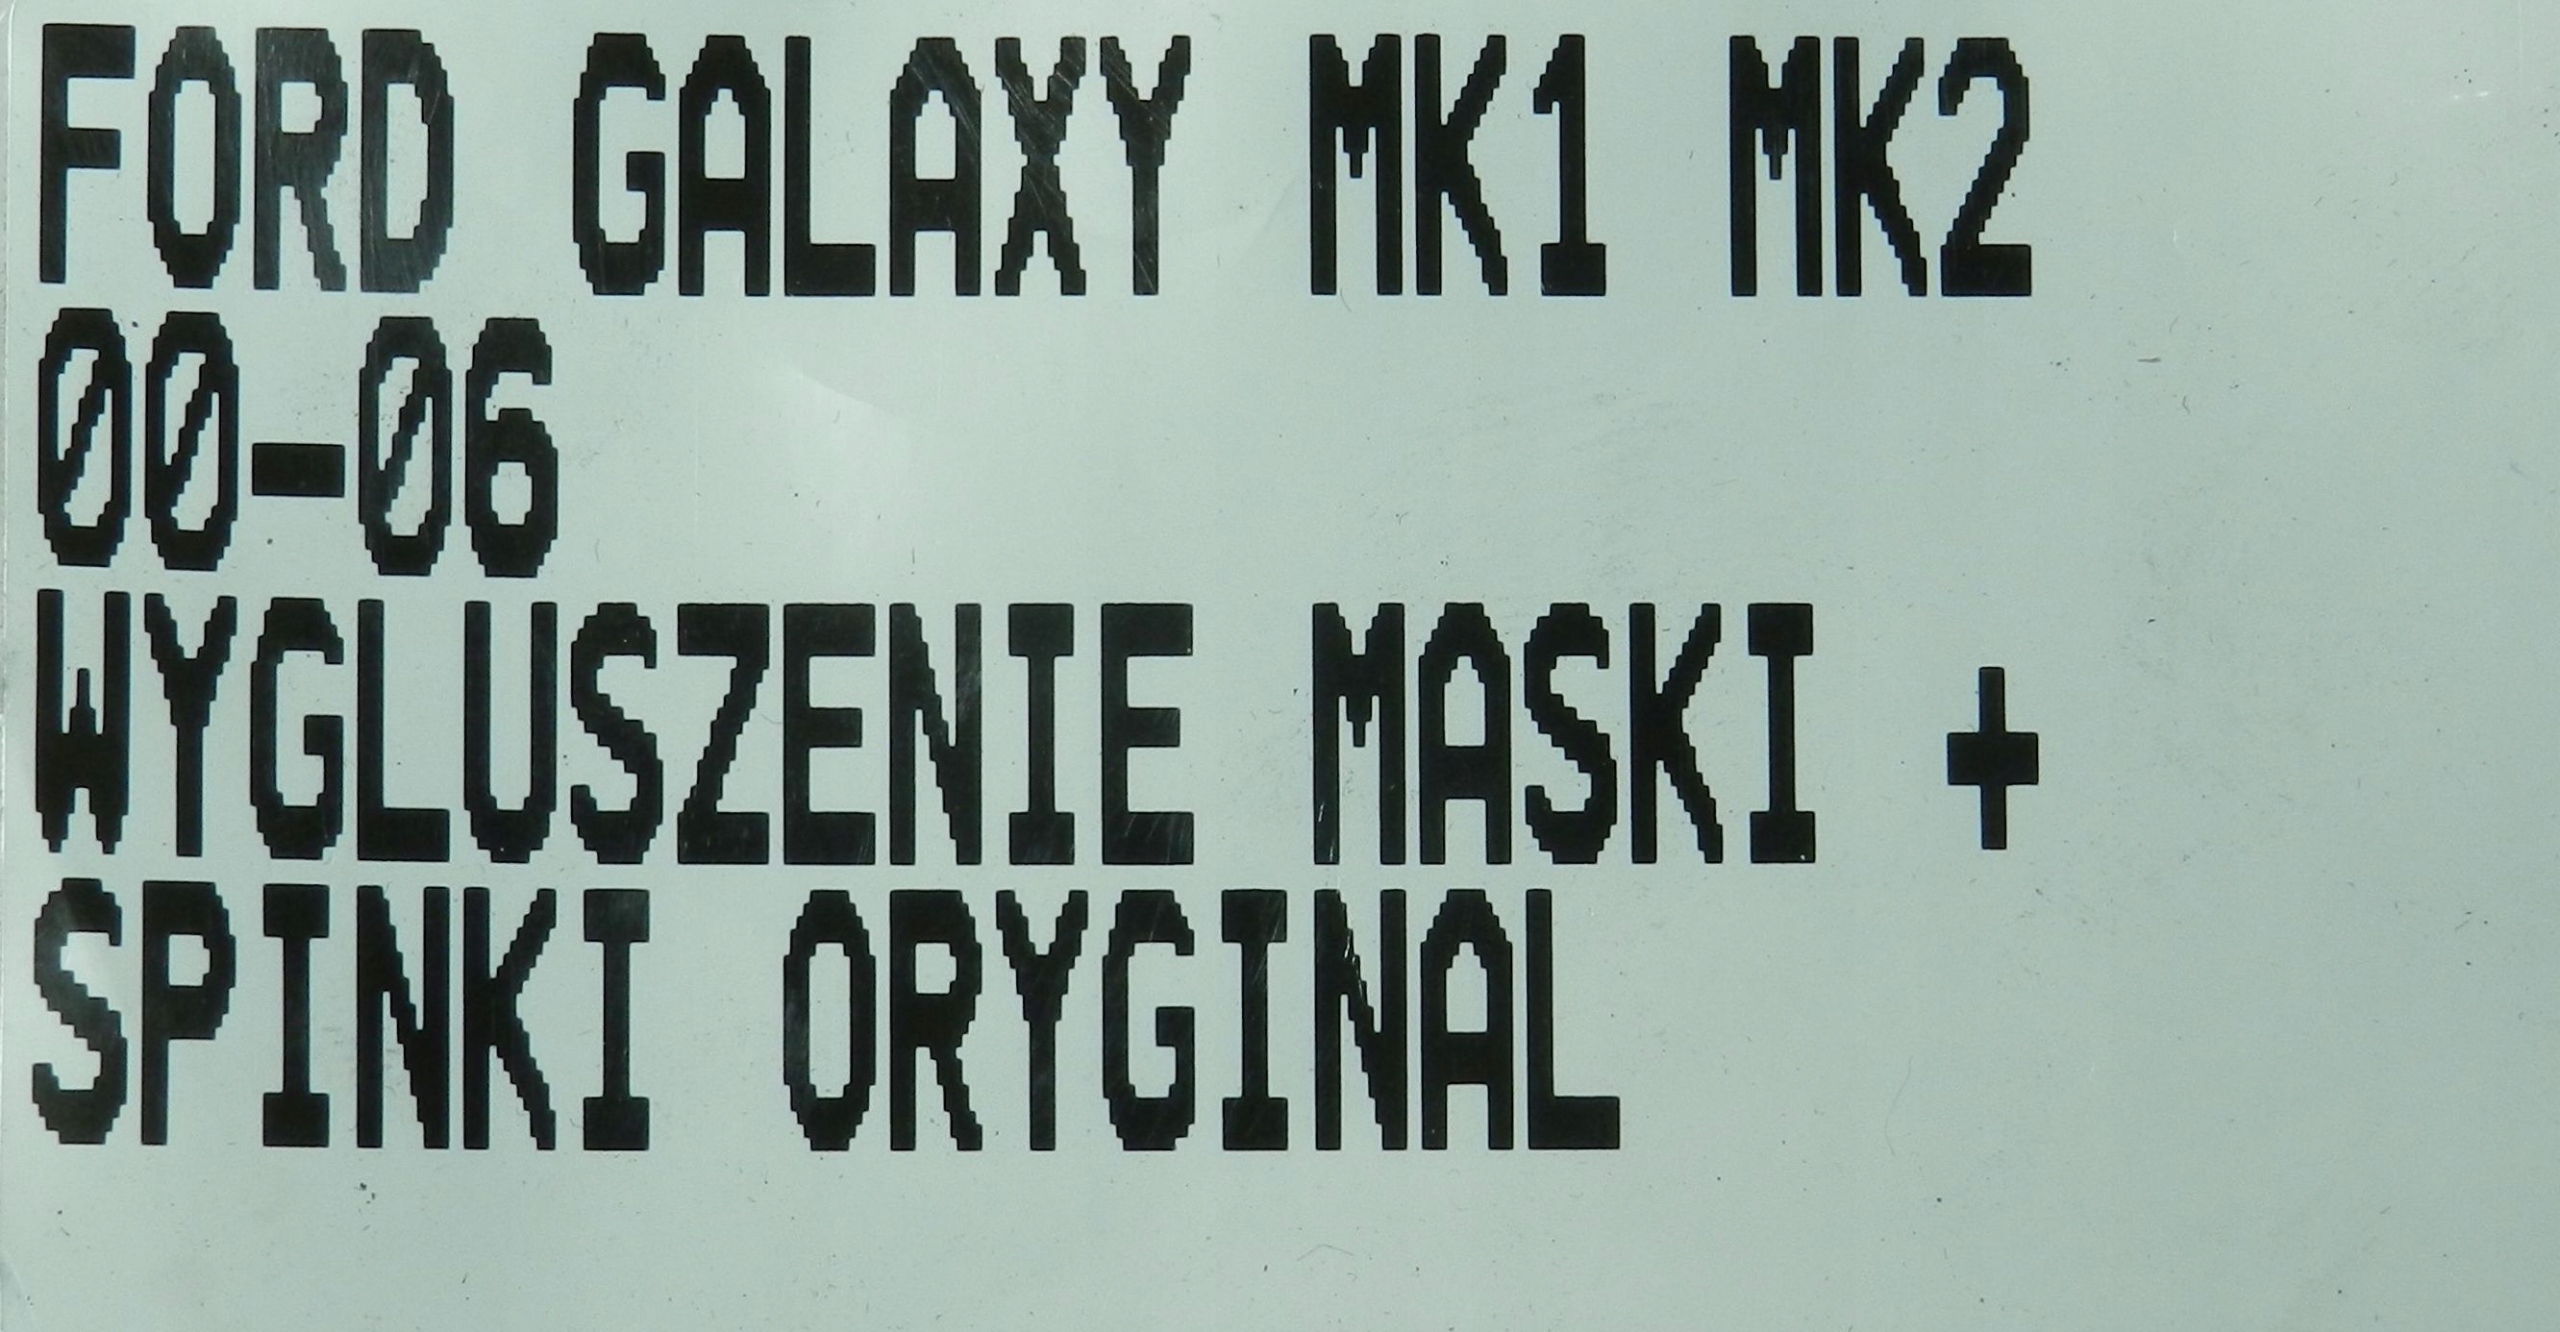 FORD GALAXY MK1 MK2
00-06
WYGLUSZENIE MASKI +
SPINKI ORYGINAL